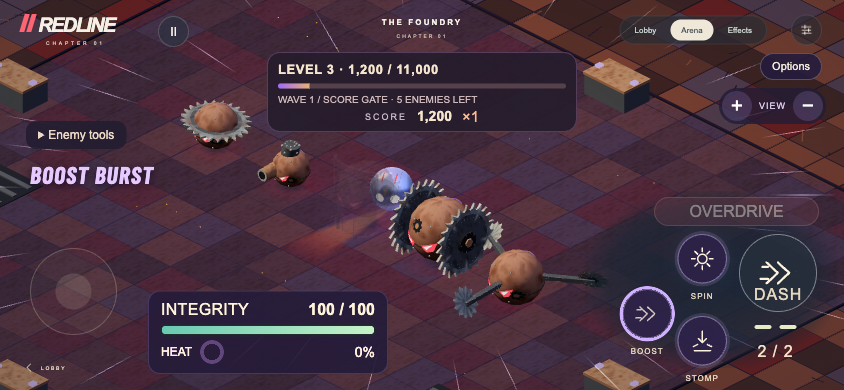 REDLINE
CHAPTER 01
THE FOUNDRY
CHAPTER 01
Lobby Arena Effects
Options
LEVEL 3 · 1,200 / 11,000
WAVE 1 / SCORE GATE · 5 ENEMIES LEFT
SCORE 1,200 ×1
+ VIEW −
Enemy tools
BOOST BURST
OVERDRIVE
SPIN
DASH
BOOST
STOMP
2 / 2
INTEGRITY 100 / 100
HEAT 0%
LOBBY